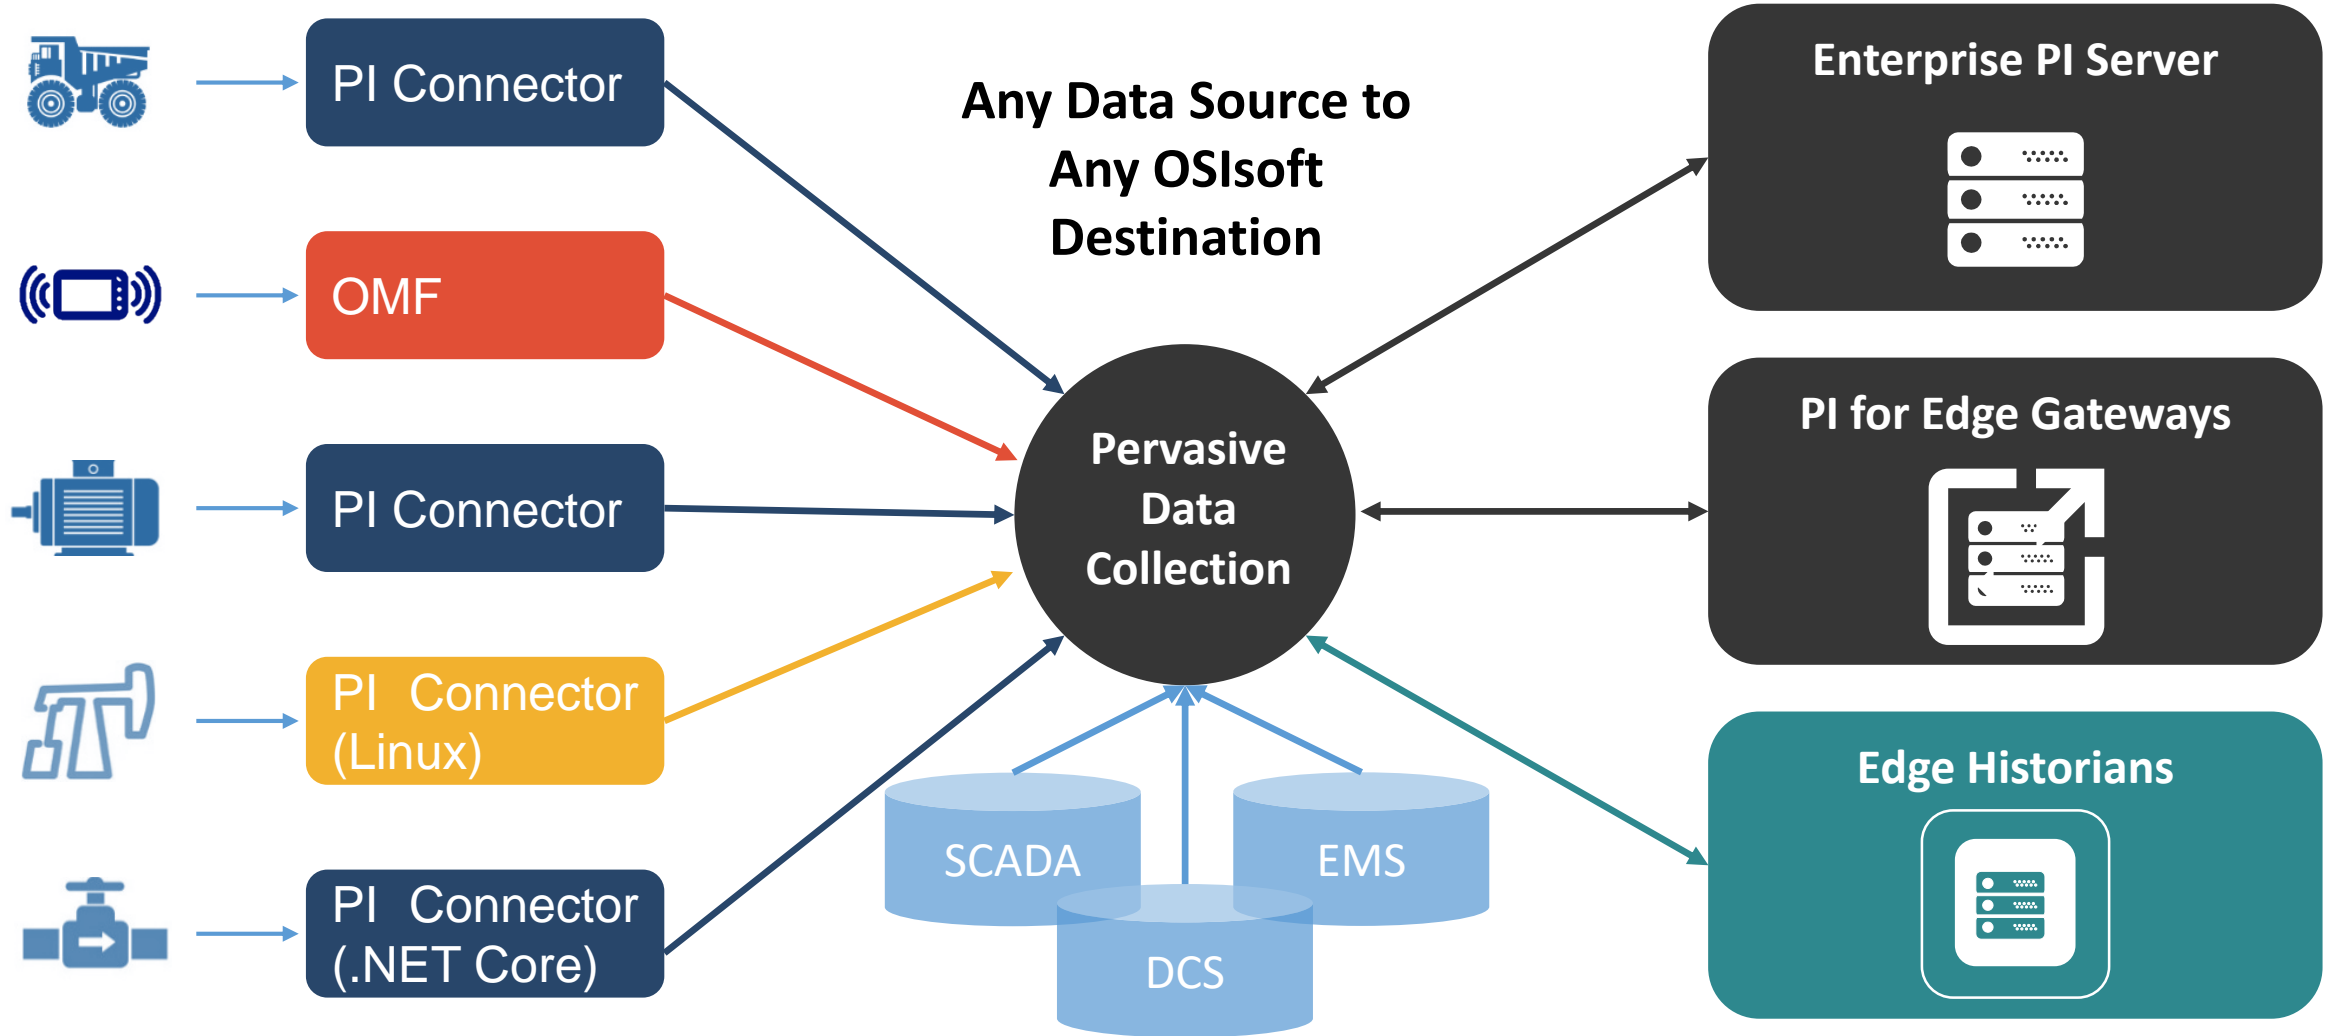 PI Connector
OMF
PI Connector
PI Connector
(Linux)
PI Connector
(.NET Core)
Any Data Source to
Any OSIsoft
Destination
Pervasive
Data
Collection
SCADA
EMS
DCS
Enterprise PI Server
PI for Edge Gateways
Edge Historians